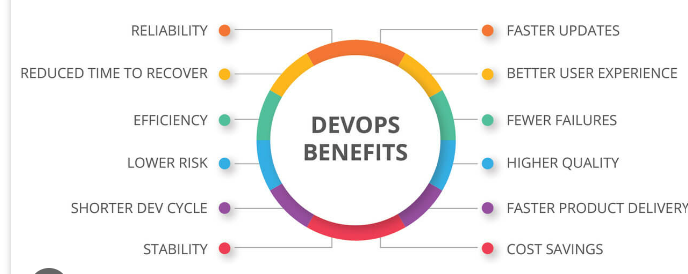 RELIABILITY
REDUCED TIME TO RECOVER
EFFICIENCY
LOWER RISK
SHORTER DEV CYCLE
STABILITY
DEVOPS
BENEFITS
FASTER UPDATES
BETTER USER EXPERIENCE
FEWER FAILURES
HIGHER QUALITY
FASTER PRODUCT DELIVERY
COST SAVINGS